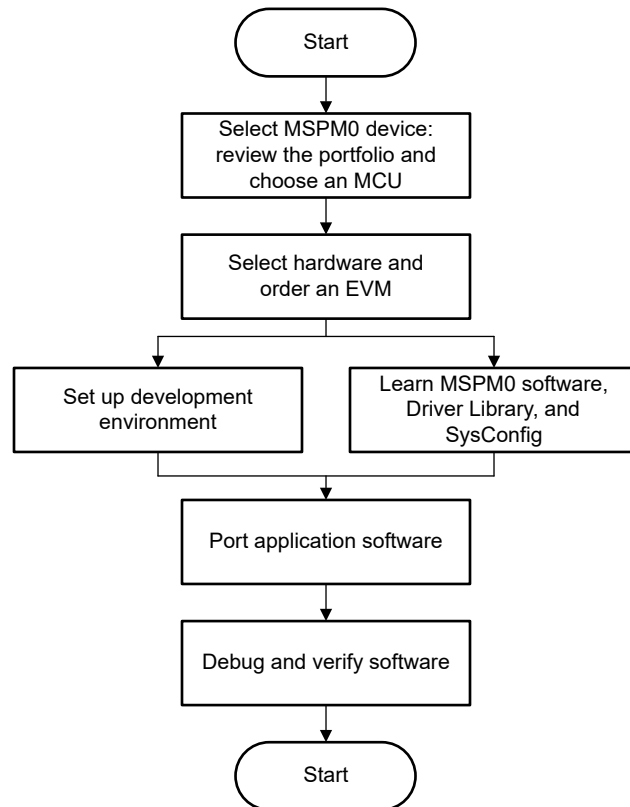 Start
Select MSPM0 device:
review the portfolio and
choose an MCU
Select hardware and
order an EVM
Set up development
environment
Learn MSPM0 software,
Driver Library, and
SysConfig
Port application software
Debug and verify software
Start